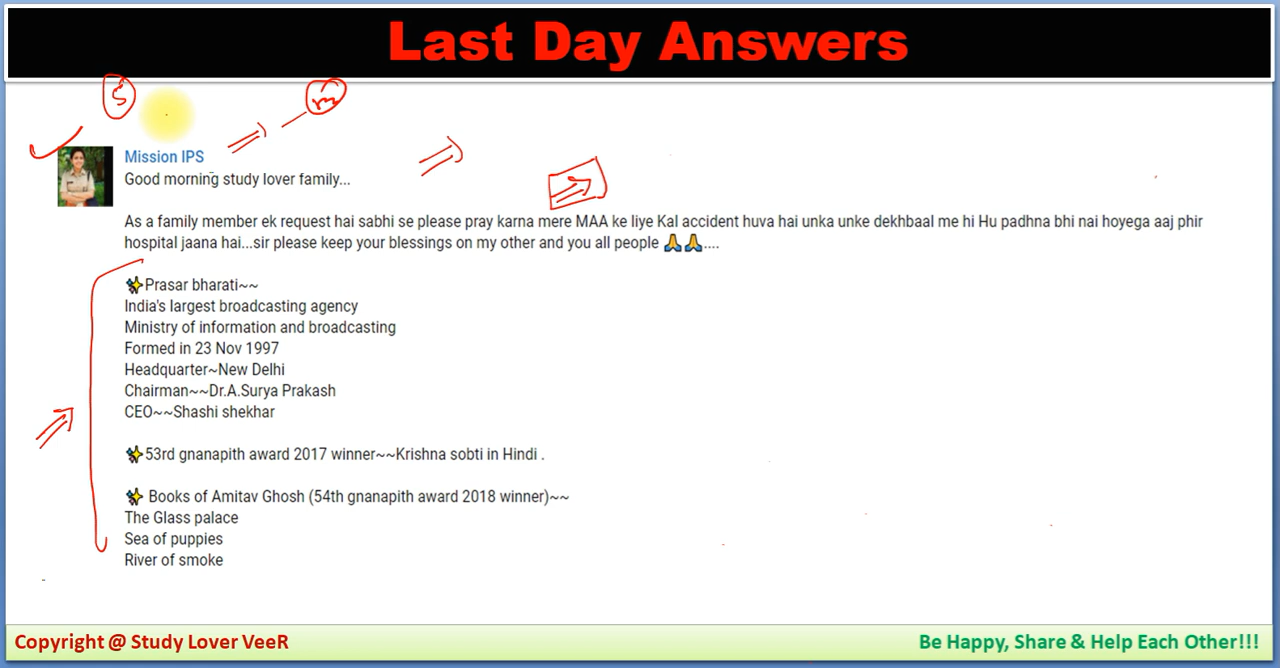 Last Day Answers
Mission IPS
Good morning study lover family...
As a family member ek request hai sabhi se please pray karna mere MAA ke liye Kal accident huva hai unka unke dekhbaal me hi Hu padhna bhi nai hoyega aaj phir
hospital jaana hai...sir please keep your blessings on my other and you all people 🙏🙏....
✨Prasar bharati~~
India's largest broadcasting agency
Ministry of information and broadcasting
Formed in 23 Nov 1997
Headquarter~New Delhi
Chairman~~Dr.A.Surya Prakash
CEO~~Shashi shekhar
✨53rd gnanapith award 2017 winner~~Krishna sobti in Hindi .
✨ Books of Amitav Ghosh (54th gnanapith award 2018 winner)~~
The Glass palace
Sea of puppies
River of smoke
Copyright @ Study Lover VeeR
Be Happy, Share & Help Each Other!!!